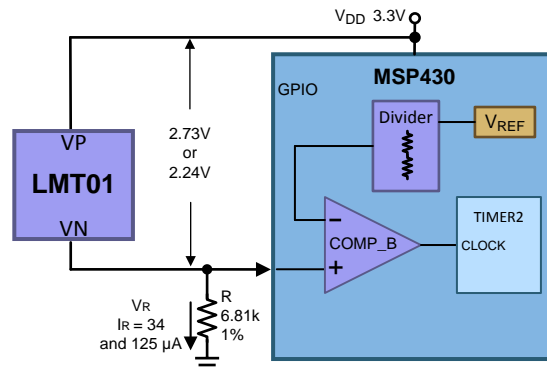 VDD 3.3V
MSP430
GPIO
Divider
VREF
2.73V
or
2.24V
VP
LMT01
VN
TIMER2
CLOCK
COMP_B
−
+
VR
IR = 34
and 125 µA
R
6.81k
1%